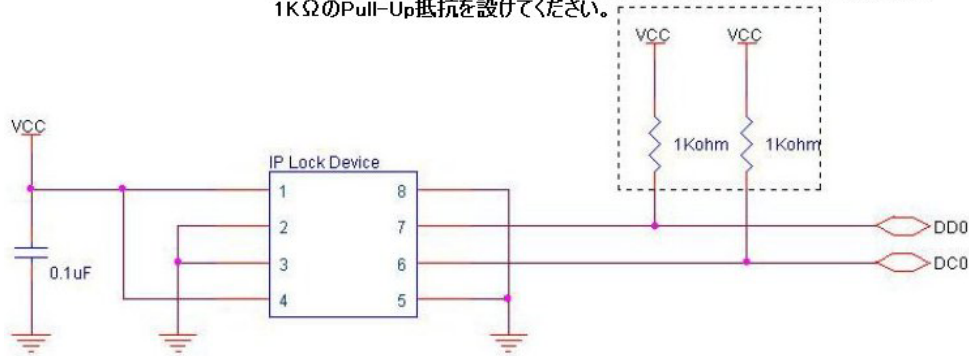 1KΩのPull-Up抵抗を設けてください。
VCC VCC
1Kohm 1Kohm
VCC
0.1uF
IP Lock Device
1 8
2 7
3 6
4 5
DD0
DC0